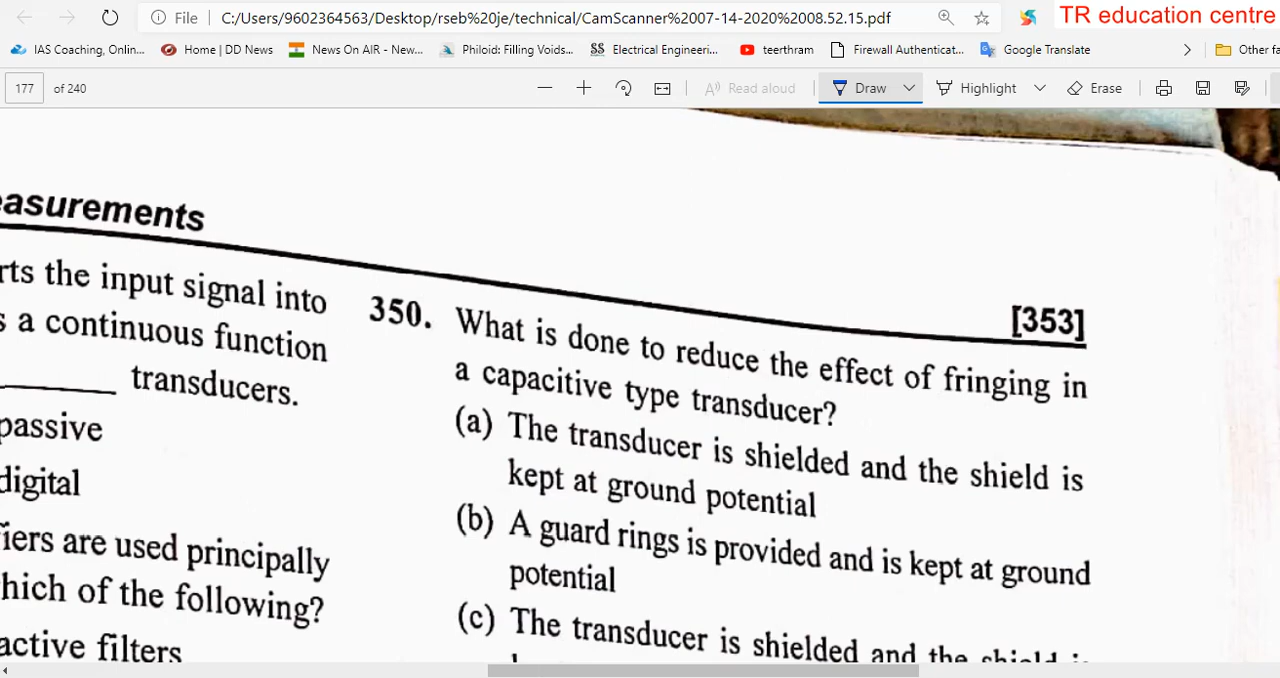 File C:/Users/9602364563/Desktop/rseb%20je/technical/CamScanner%2007-14-2020%2008.52.15.pdf
TR education centre
IAS Coaching, Onlin... Home | DD News News On AIR - New... Philoid: Filling Voids... Electrical Engineeri... teerthram Firewall Authenticat... Google Translate Other fa
177 of 240 Read aloud Draw Highlight Erase
easurements
[353]
rts the input signal into
s a continuous function
transducers.
passive
digital
iers are used principally
hich of the following?
active filters
350. What is done to reduce the effect of fringing in
a capacitive type transducer?
(a) The transducer is shielded and the shield is
kept at ground potential
(b) A guard rings is provided and is kept at ground
potential
(c) The transducer is shielded and the shield is